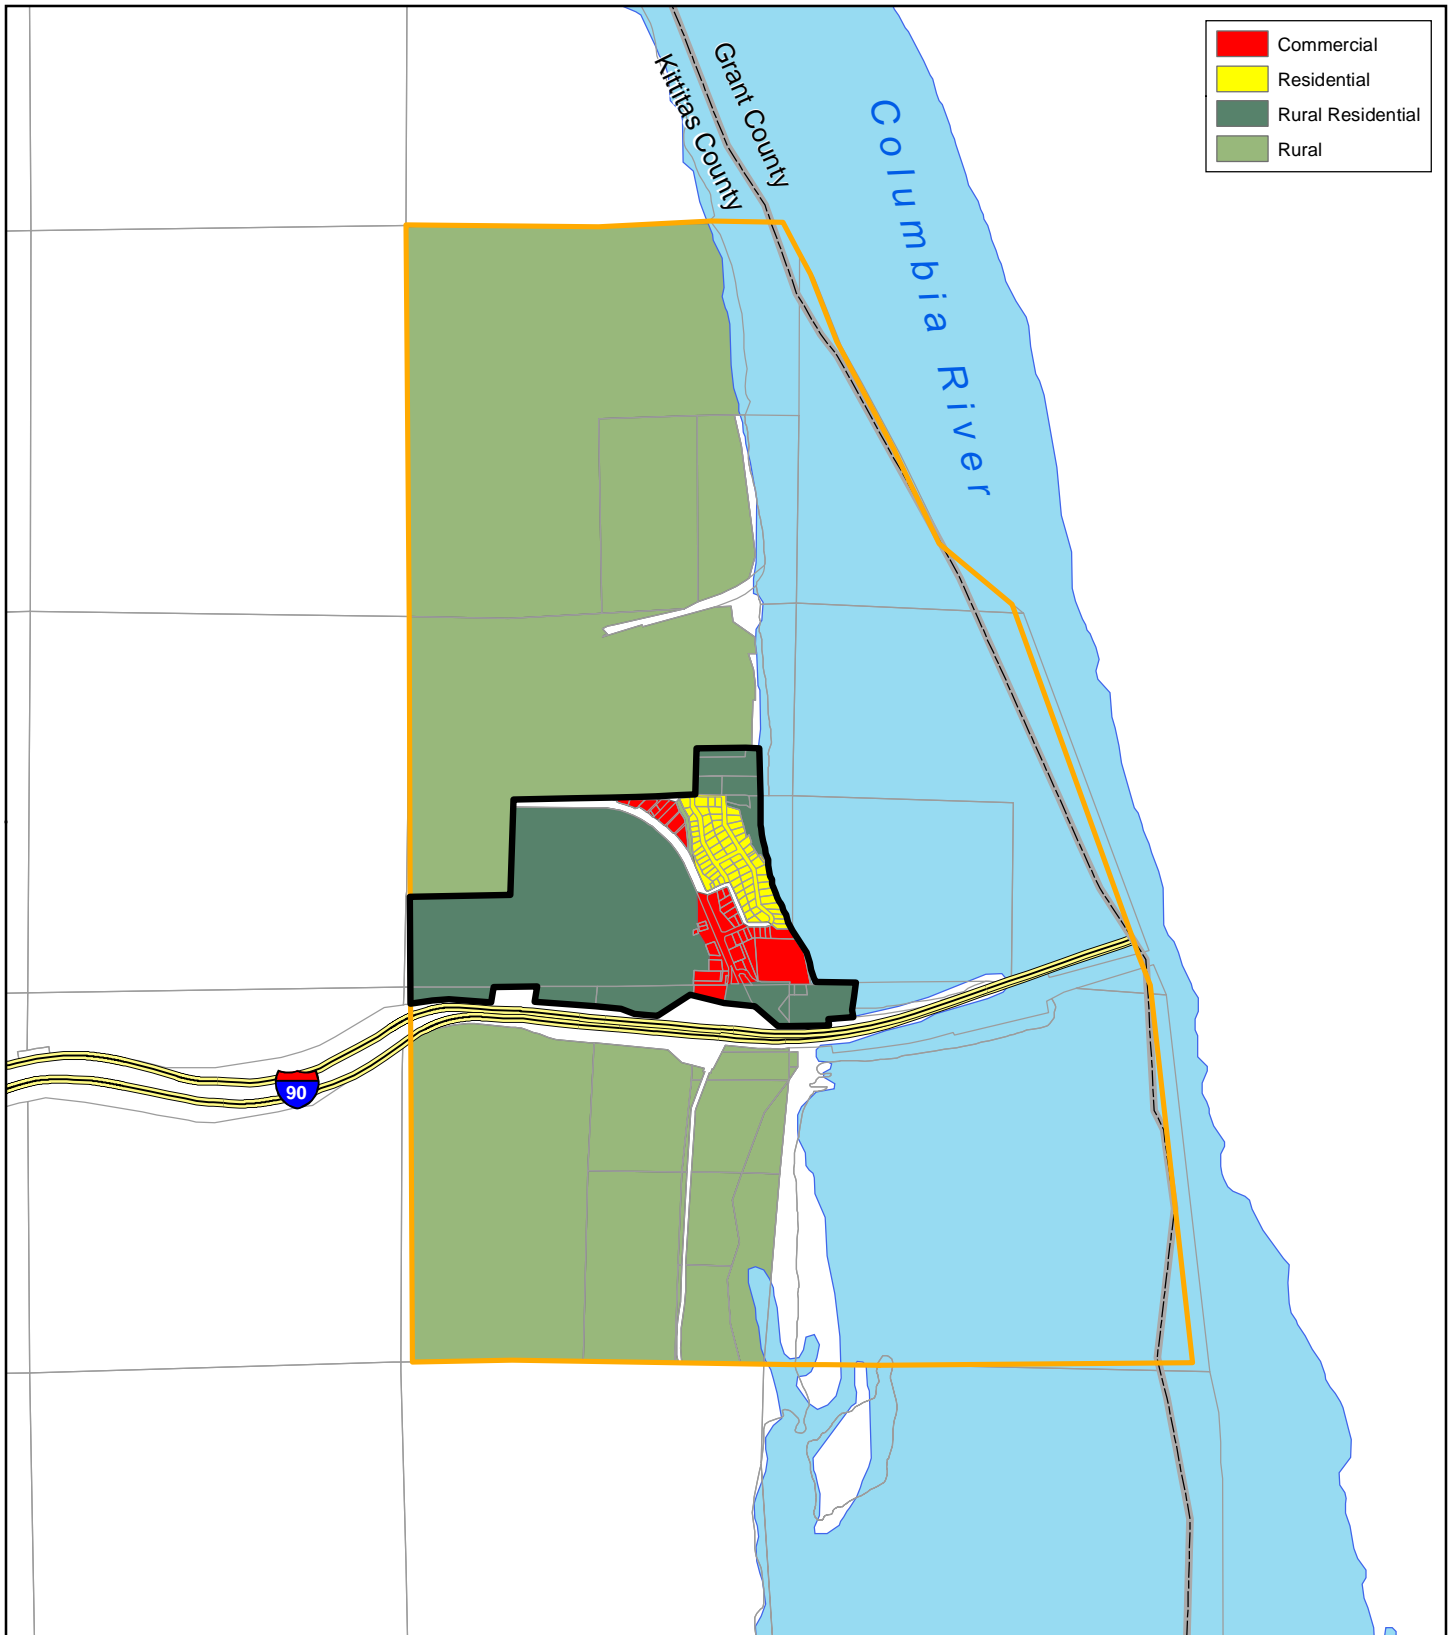 Commercial
Residential
Rural Residential
Rural
Grant County
Kittitas County
Columbia River
90